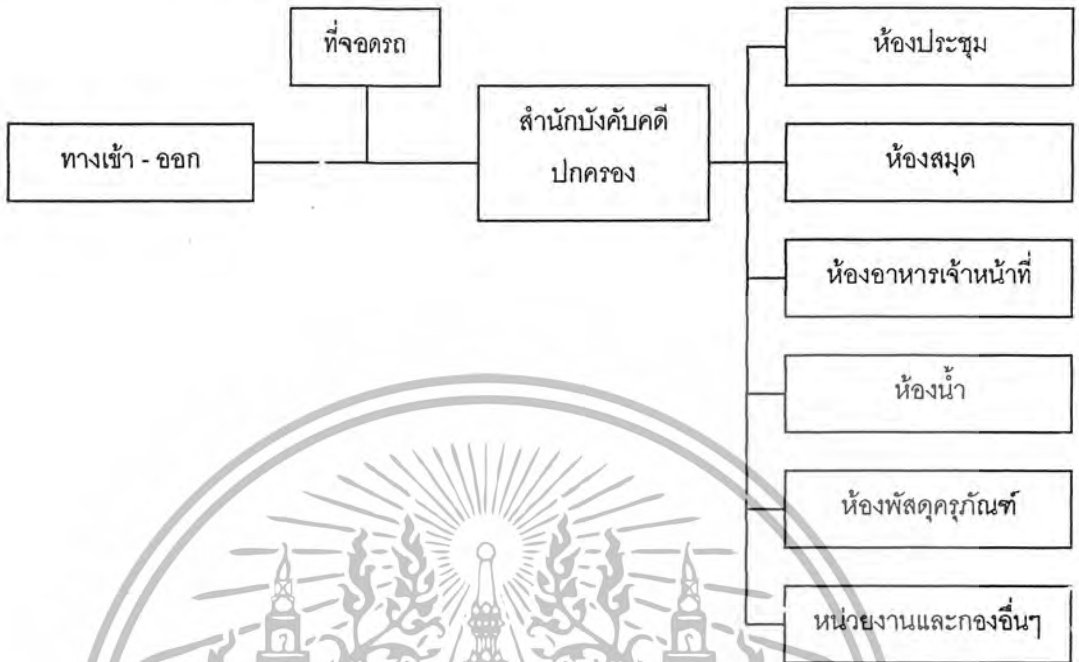 ที่จอดรถ
ทางเข้า - ออก
สำนักบังคับคดี
ปกครอง
ห้องประชุม
ห้องสมุด
ห้องอาหารเจ้าหน้าที่
ห้องน้ำ
ห้องพัสดุครุภัณฑ์
หน่วยงานและกองอื่นๆ